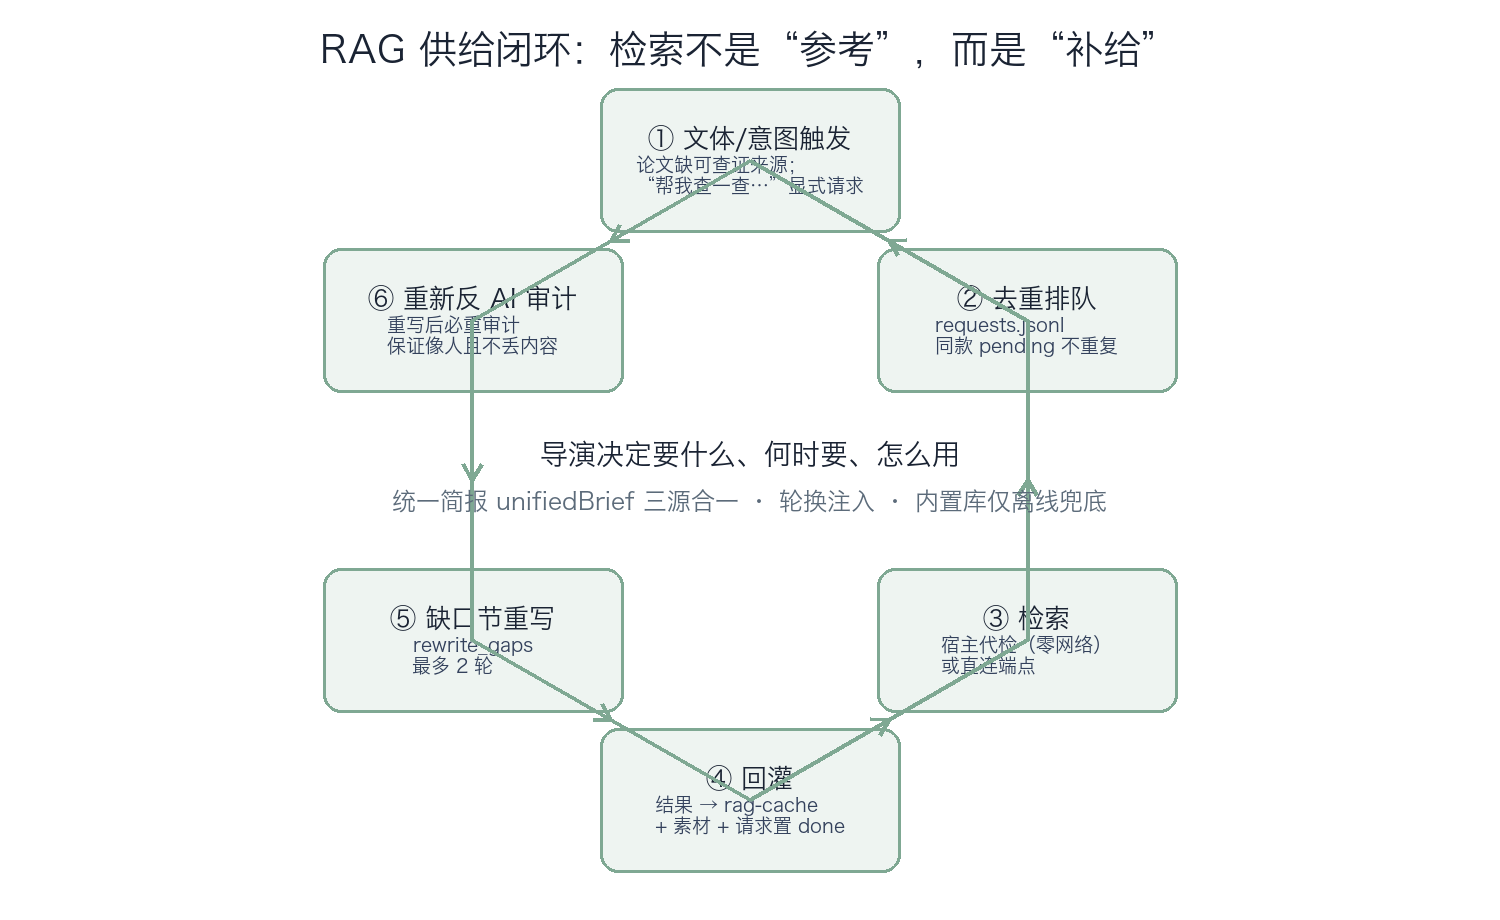 RAG 供给闭环：检索不是“参考”，而是“补给”
① 文体/意图触发
论文缺可查证来源；
“帮我查一查…”显式请求
② 去重排队
requests.jsonl
同款 pending 不重复
③ 检索
宿主代检（零网络）
或直连端点
④ 回灌
结果 → rag-cache
+ 素材 + 请求置 done
⑤ 缺口节重写
rewrite_gaps
最多 2 轮
⑥ 重新反 AI 审计
重写后必重审计
保证像人且不丢内容
导演决定要什么、何时要、怎么用
统一简报 unifiedBrief 三源合一 · 轮换注入 · 内置库仅离线兜底